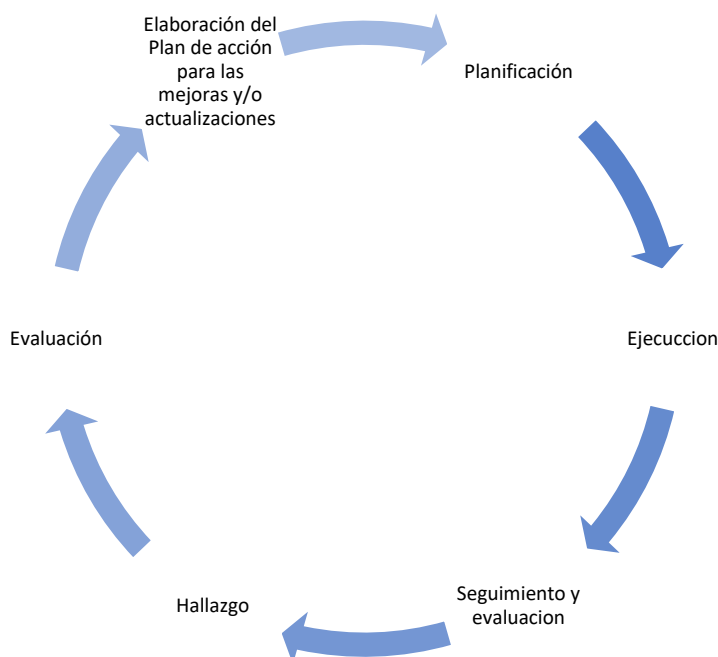 Elaboración del
Plan de acción
para las
mejoras y/o
actualizaciones
Planificación
Ejecuccion
Seguimiento y
evaluacion
Hallazgo
Evaluación